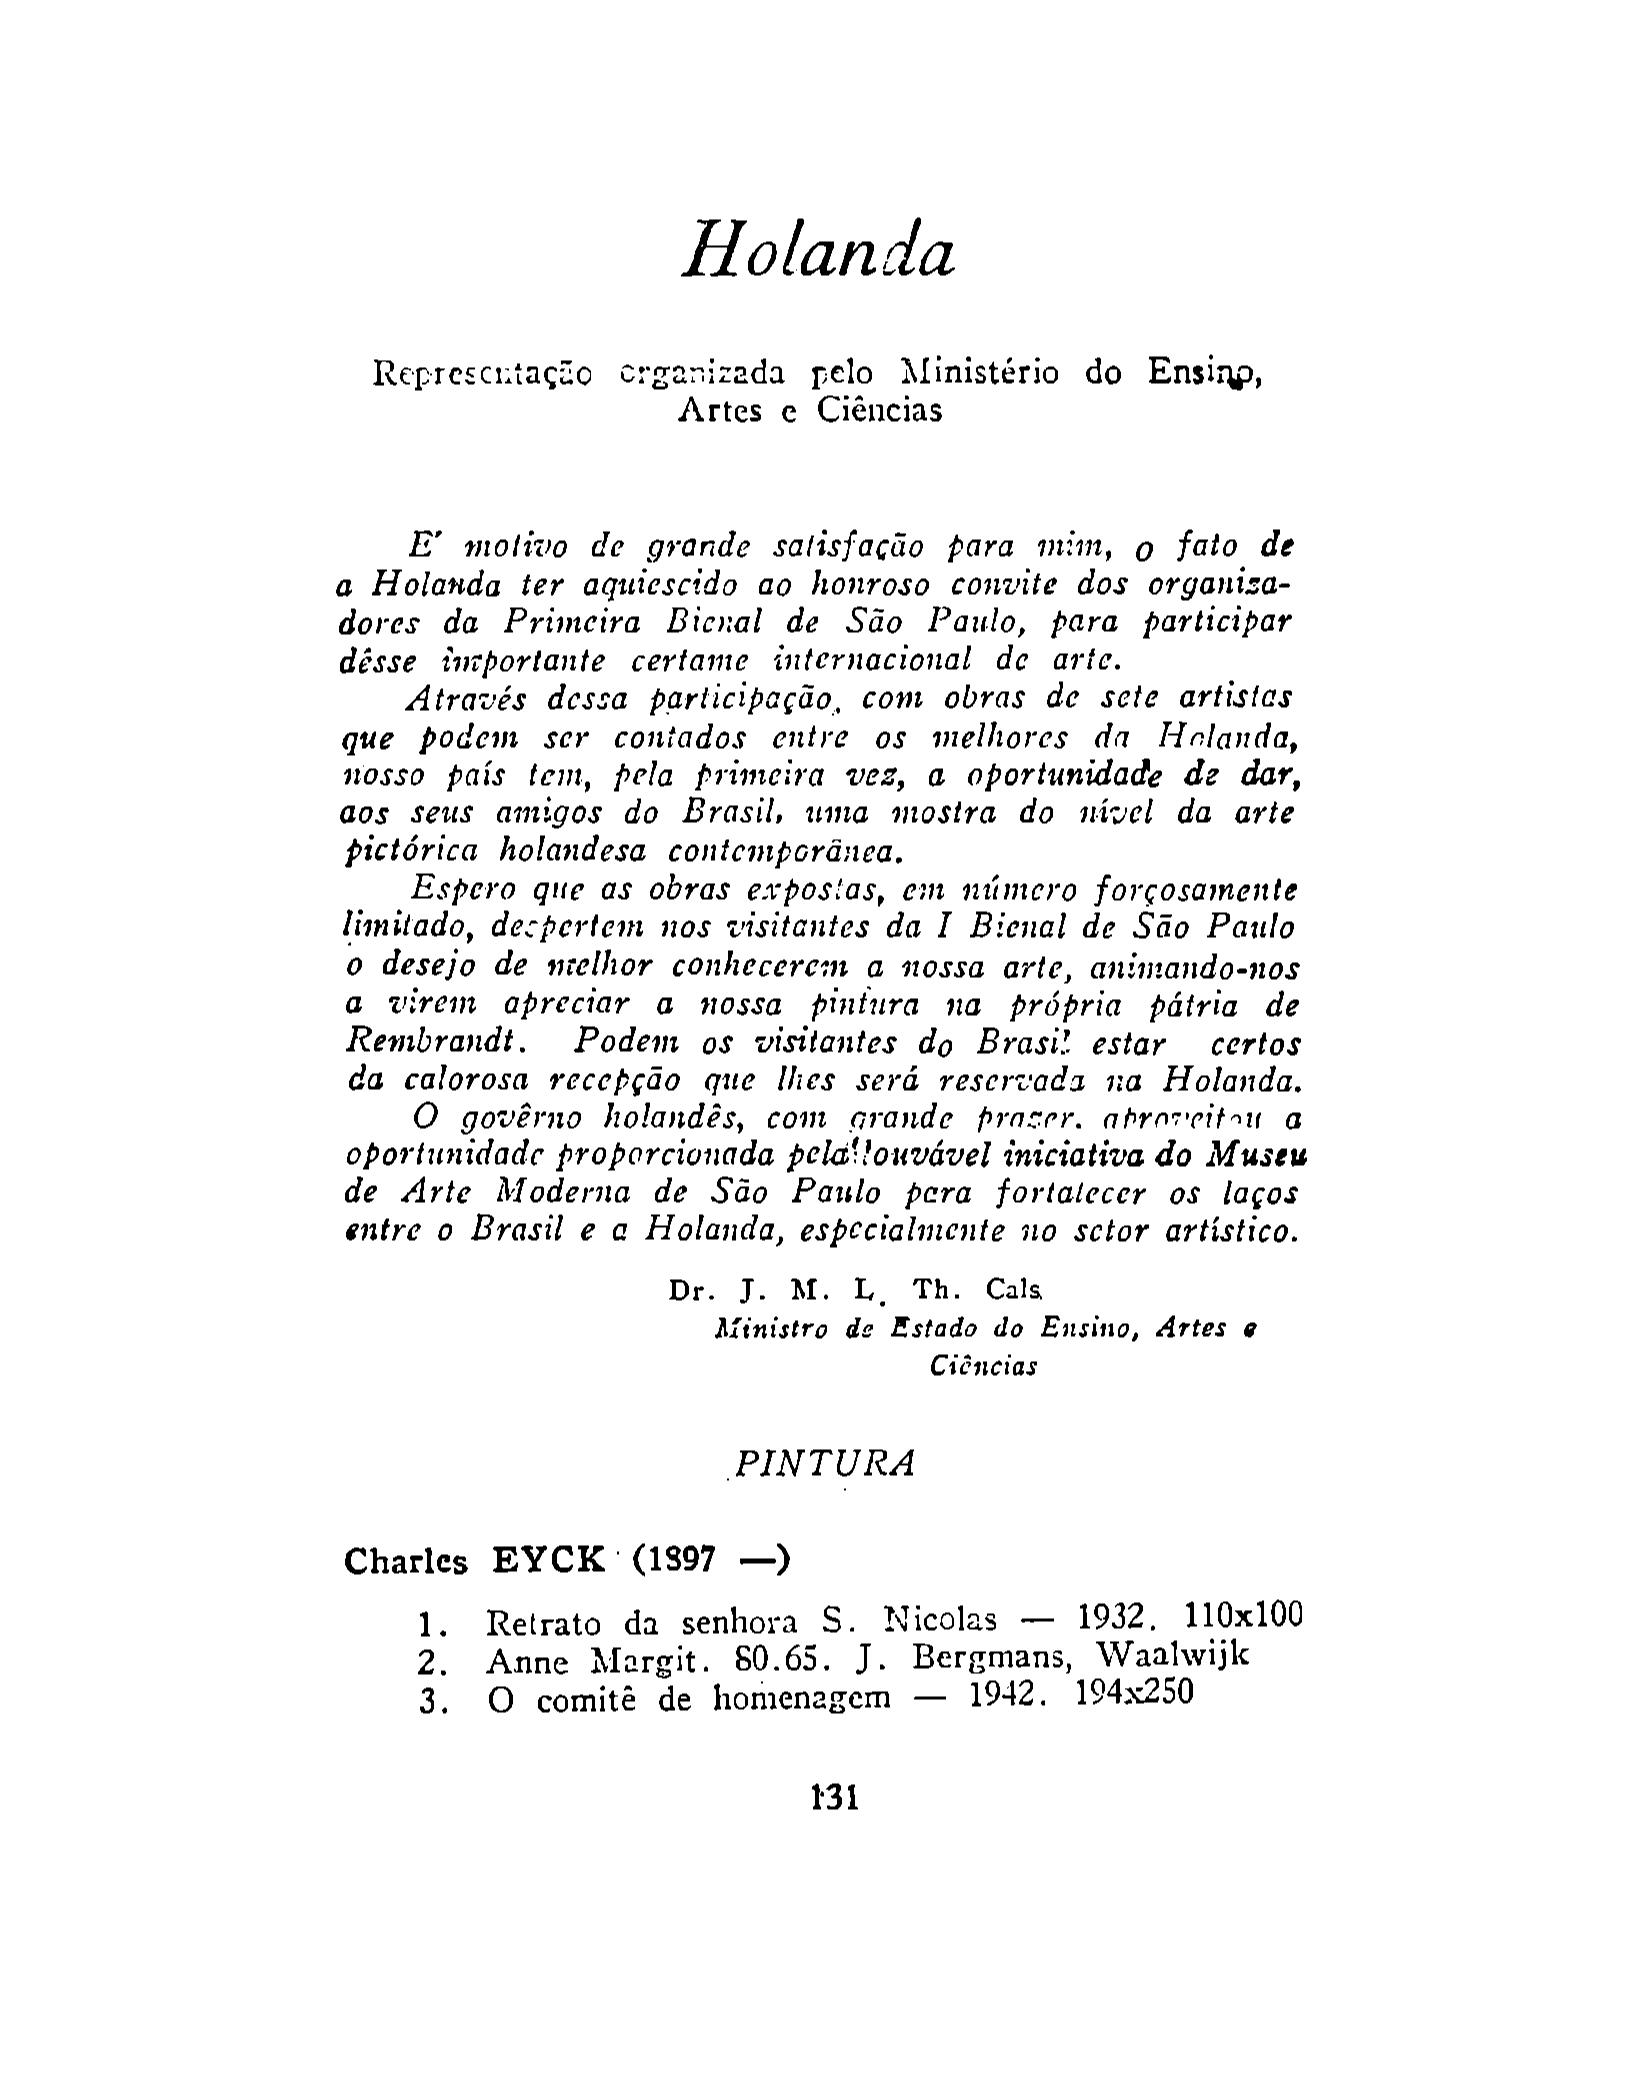 Holanda
Representação organizada pelo Ministério do Ensino,
Artes e Ciências
E' motivo de grande satisfação para mim, o fato de
a Holanda ter aquiescido ao honroso convite dos organiza-
dores da Primeira Bienal de São Paulo, para participar
dêsse importante certame internacional de arte.
Através dessa participação, com obras de sete artistas
que podem ser contados entre os melhores da Holanda,
nosso país tem, pela primeira vez, a oportunidade de dar,
aos seus amigos do Brasil, uma mostra do nível da arte
pictórica holandesa contemporânea.
Espero que as obras expostas, em número forçosamente
limitado, despertem nos visitantes da I Bienal de São Paulo
o desejo de melhor conhecerem a nossa arte, animando-nos
a virem apreciar a nossa pintura na própria pátria de
Rembrandt. Podem os visitantes do Brasil estar certos
da calorosa recepção que lhes será reservada na Holanda.
O govêrno holandês, com grande prazer. aproveitou a
oportunidade proporcionada pela louvável iniciativa do Museu
de Arte Moderna de São Paulo para fortalecer os laços
entre o Brasil e a Holanda, especialmente no setor artístico.
Dr. J. M. L. Th. Cals
Ministro de Estado do Ensino, Artes e
Ciências
PINTURA
Charles EYCK (1897 —)
1. Retrato da senhora S. Nicolas — 1932. 110x100
2. Anne Margit. 80.65. J. Bergmans, Waalwijk
3. O comitê de homenagem — 1942. 194x250
131